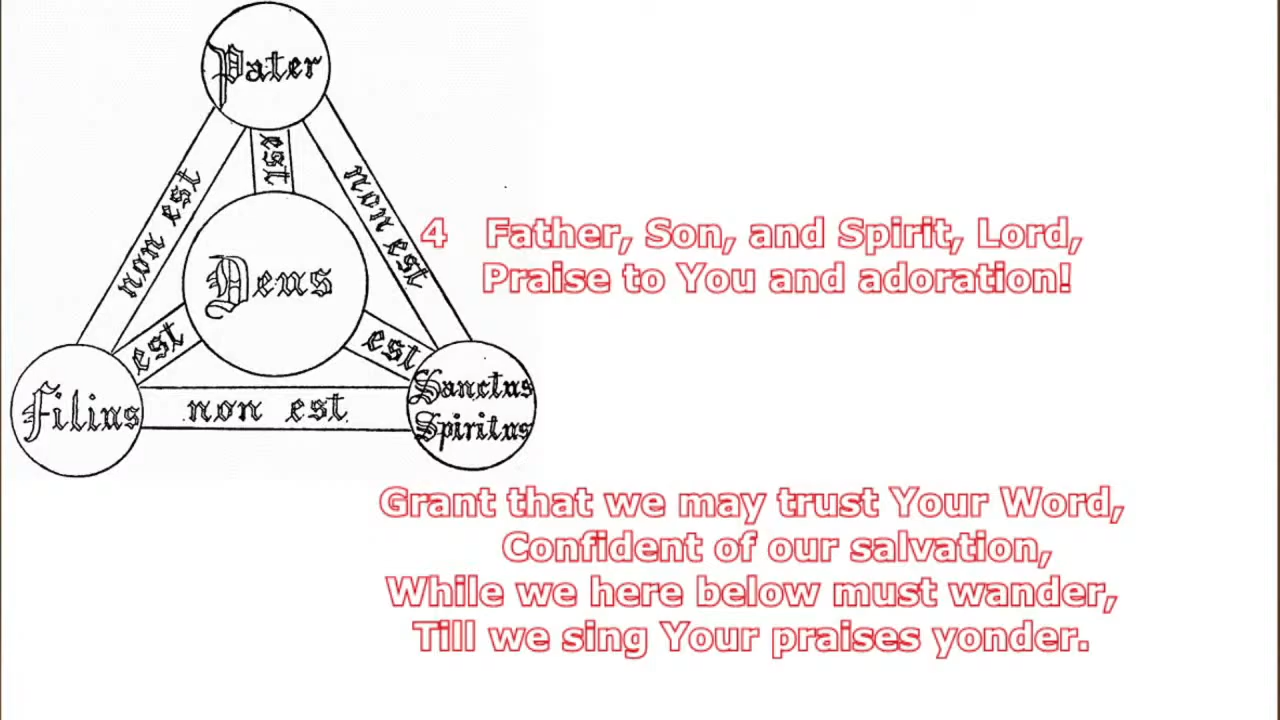 Pater
est
non est
non est
Deus
est
est
Filius
non est
Sanctus
Spiritus
4 Father, Son, and Spirit, Lord,
Praise to You and adoration!
Grant that we may trust Your Word,
Confident of our salvation,
While we here below must wander,
Till we sing Your praises yonder.